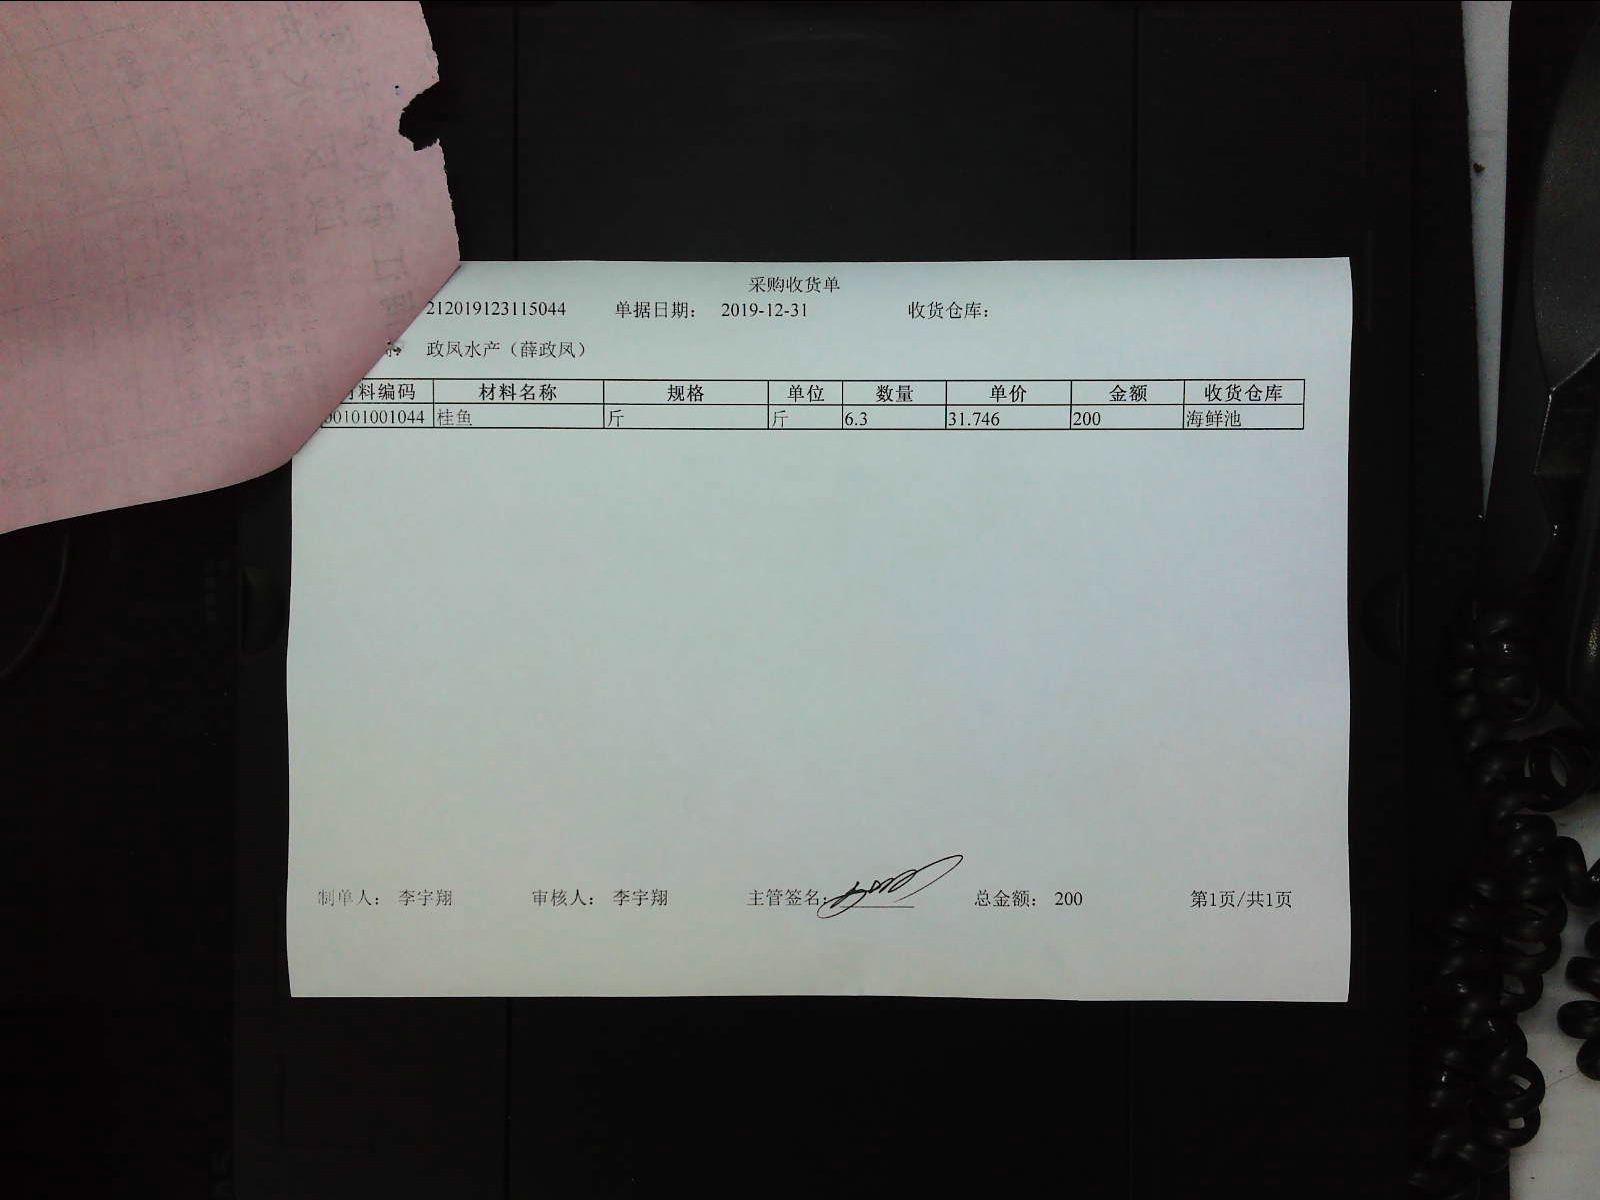 采购收货单
212019123115044 单据日期： 2019-12-31 收货仓库：
政凤水产（薛政凤）
料编码 材料名称 规格 单位 数量 单价 金额 收货仓库
00101001044 桂鱼 斤 斤 6.3 31.746 200 海鲜池
制单人： 李宇翔 审核人： 李宇翔 主管签名： 总金额： 200 第1页/共1页